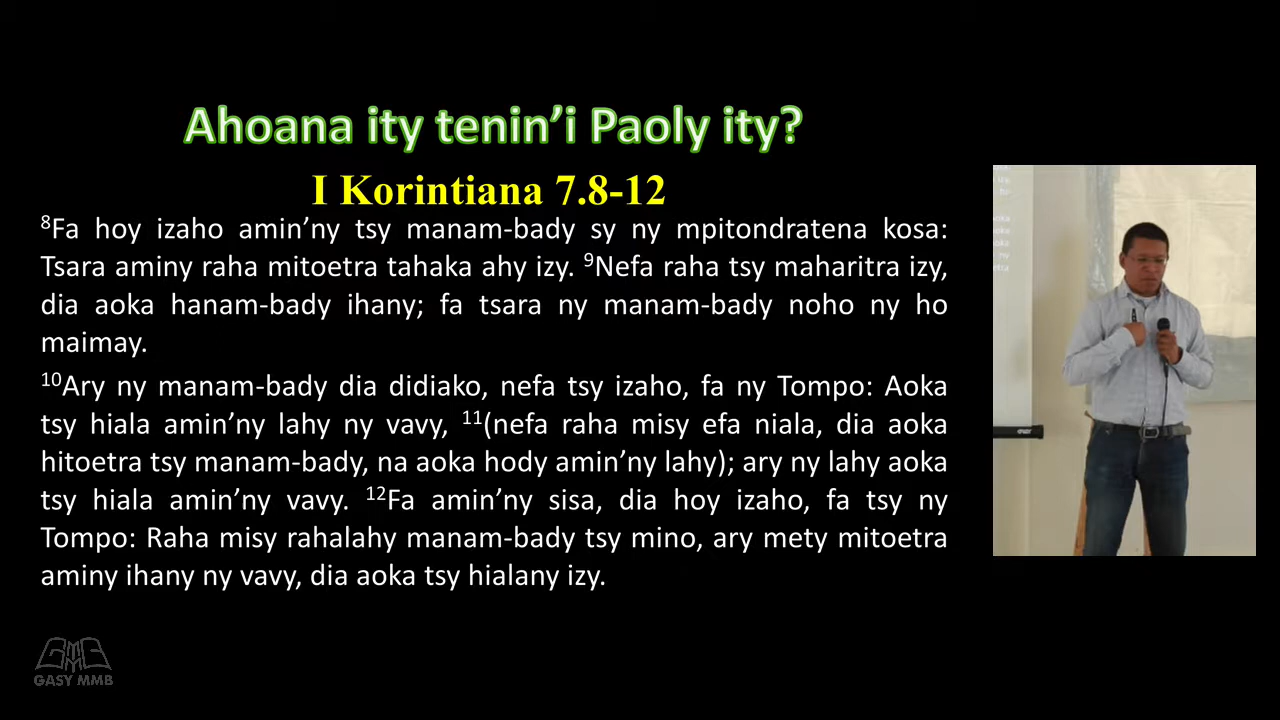 Ahoana ity tenin’i Paoly ity?
I Korintiana 7.8-12
⁸Fa hoy izaho amin’ny tsy manam-bady sy ny mpitondratena kosa:
Tsara aminy raha mitoetra tahaka ahy izy. ⁹Nefa raha tsy maharitra izy,
dia aoka hanam-bady ihany; fa tsara ny manam-bady noho ny ho
maimay.
¹⁰Ary ny manam-bady dia didiako, nefa tsy izaho, fa ny Tompo: Aoka
tsy hiala amin’ny lahy ny vavy, ¹¹(nefa raha misy efa niala, dia aoka
hitoetra tsy manam-bady, na aoka hody amin’ny lahy); ary ny lahy aoka
tsy hiala amin’ny vavy. ¹²Fa amin’ny sisa, dia hoy izaho, fa tsy ny
Tompo: Raha misy rahalahy manam-bady tsy mino, ary mety mitoetra
aminy ihany ny vavy, dia aoka tsy hialany izy.
GASY MMB